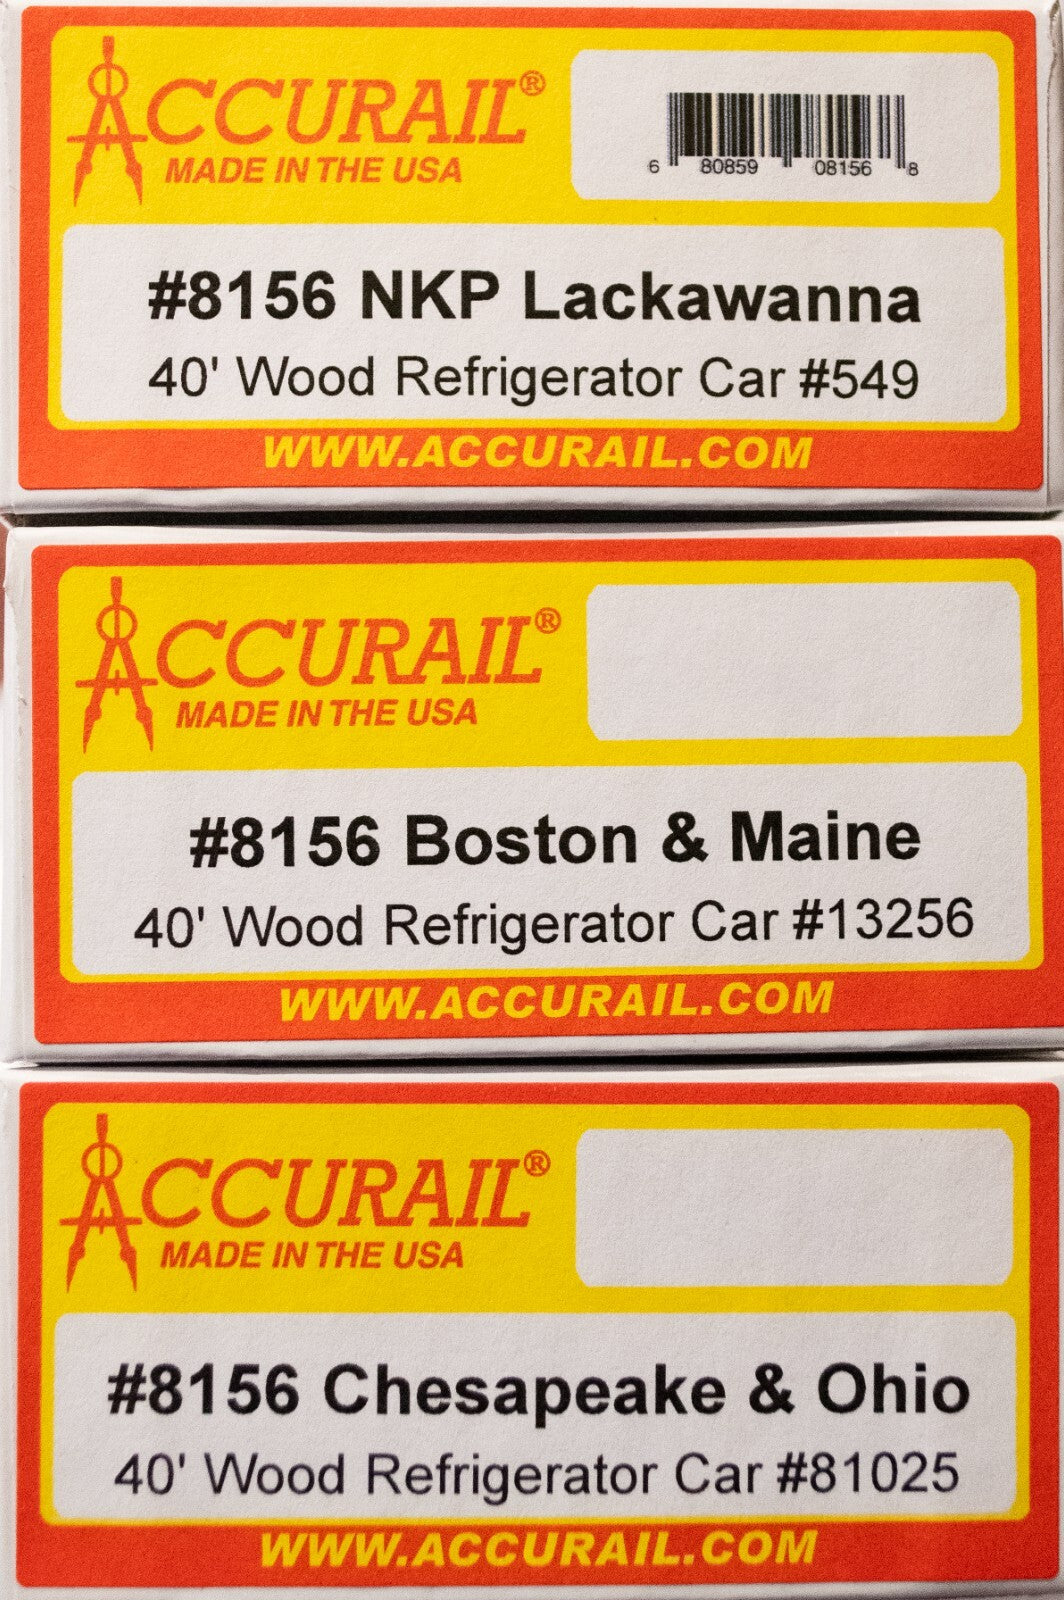 ACCURAIL®
MADE IN THE USA
6 80859 08156 8
#8156 NKP Lackawanna
40' Wood Refrigerator Car #549
WWW.ACCURAIL.COM
ACCURAIL®
MADE IN THE USA
#8156 Boston & Maine
40' Wood Refrigerator Car #13256
WWW.ACCURAIL.COM
ACCURAIL®
MADE IN THE USA
#8156 Chesapeake & Ohio
40' Wood Refrigerator Car #81025
WWW.ACCURAIL.COM